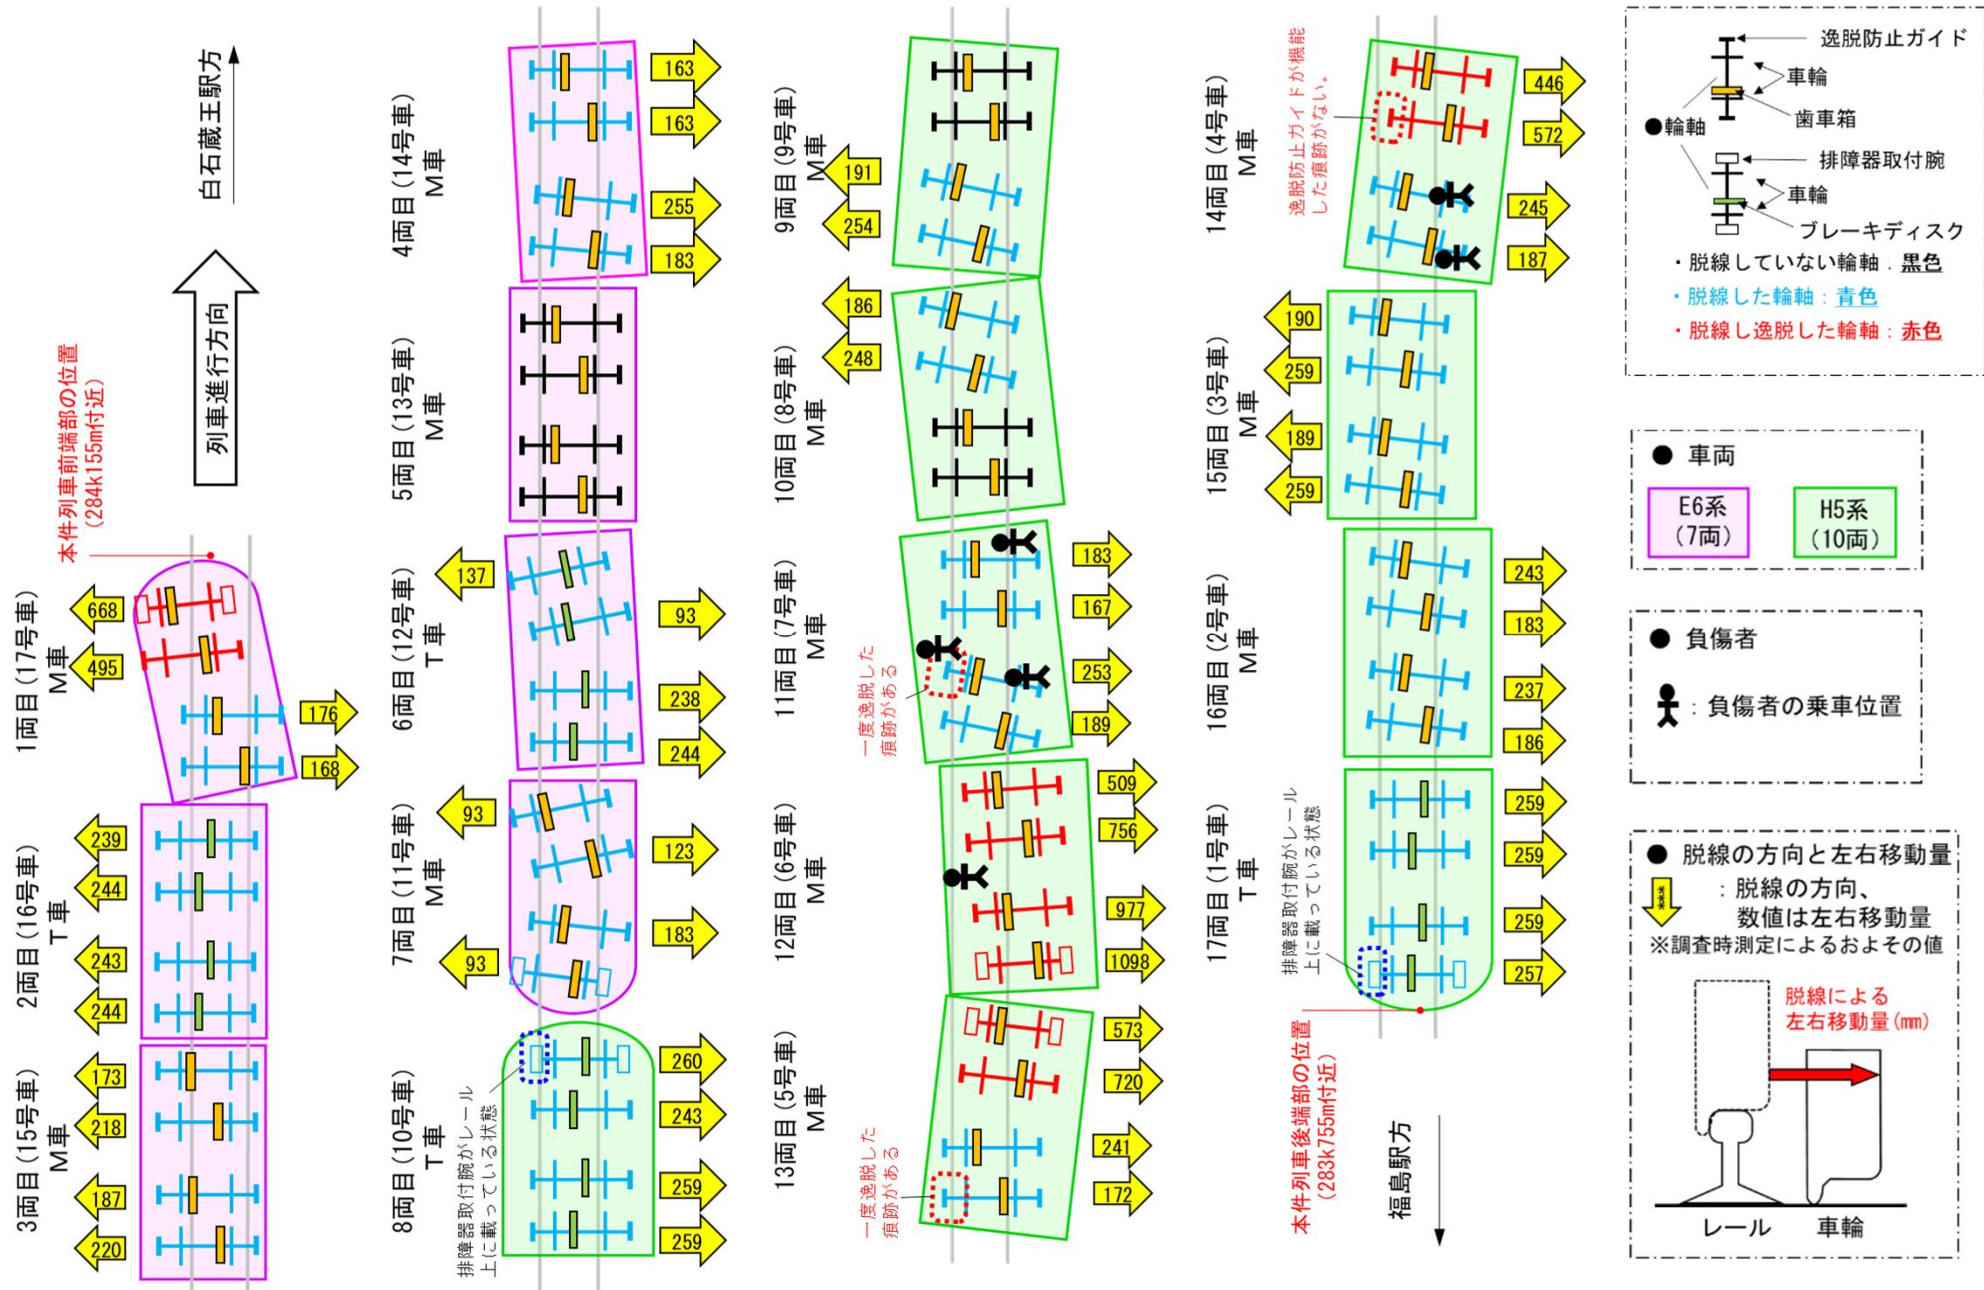 白石蔵王駅方
列車進行方向
本件列車前端部の位置
(284k155m付近)
1両目(17号車)
M車
668
495
176
168
2両目(16号車)
T車
239
244
243
244
3両目(15号車)
M車
173
218
187
220
4両目(14号車)
M車
163
163
255
183
5両目(13号車)
M車
6両目(12号車)
T車
137
93
238
244
7両目(11号車)
M車
93
123
183
93
8両目(10号車)
T車
排障器取付腕がレール
上に載っている状態
260
243
259
259
9両目(9号車)
M車
191
254
10両目(8号車)
M車
186
248
11両目(7号車)
M車
一度逸脱した
痕跡がある
183
167
253
189
12両目(6号車)
M車
509
756
977
1098
13両目(5号車)
M車
一度逸脱した
痕跡がある
573
720
241
172
14両目(4号車)
M車
逸脱防止ガイドが機能
した痕跡がない。
446
572
245
187
15両目(3号車)
M車
190
259
189
259
16両目(2号車)
M車
243
183
237
186
17両目(1号車)
T車
排障器取付腕がレール
上に載っている状態
259
259
259
257
本件列車後端部の位置
(283k755m付近)
福島駅方
逸脱防止ガイド
車輪
歯車箱
●輪軸
排障器取付腕
車輪
ブレーキディスク
・脱線していない輪軸:黒色
・脱線した輪軸:青色
・脱線し逸脱した輪軸:赤色
● 車両
E6系
(7両)
H5系
(10両)
● 負傷者
:負傷者の乗車位置
● 脱線の方向と左右移動量
***
:脱線の方向、
数値は左右移動量
※調査時測定によるおよその値
脱線による
左右移動量(mm)
レール
車輪